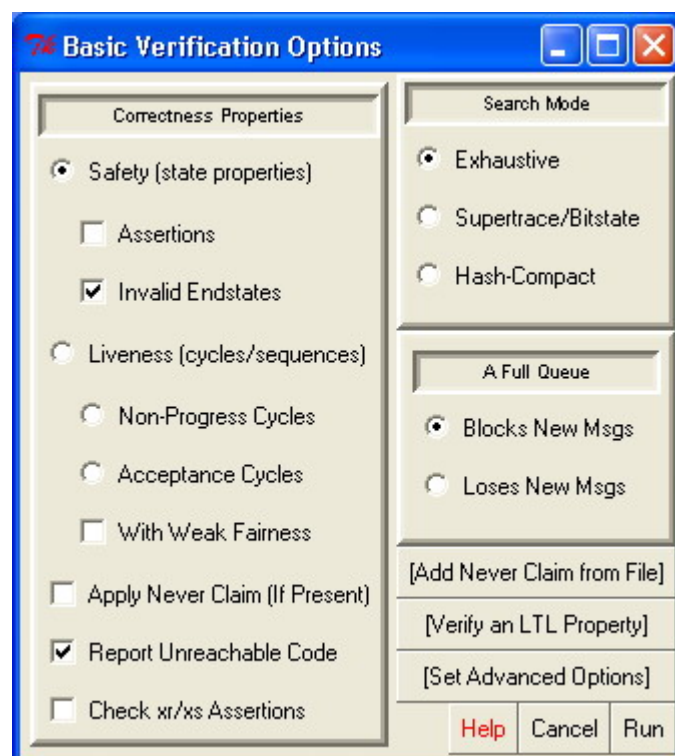 Basic Verification Options
Correctness Properties
Safety (state properties)
Assertions
Invalid Endstates
Liveness (cycles/sequences)
Non-Progress Cycles
Acceptance Cycles
With Weak Fairness
Apply Never Claim (If Present)
Report Unreachable Code
Check xr/xs Assertions
Search Mode
Exhaustive
Supertrace/Bitstate
Hash-Compact
A Full Queue
Blocks New Msgs
Loses New Msgs
[Add Never Claim from File]
[Verify an LTL Property]
[Set Advanced Options]
Help Cancel Run